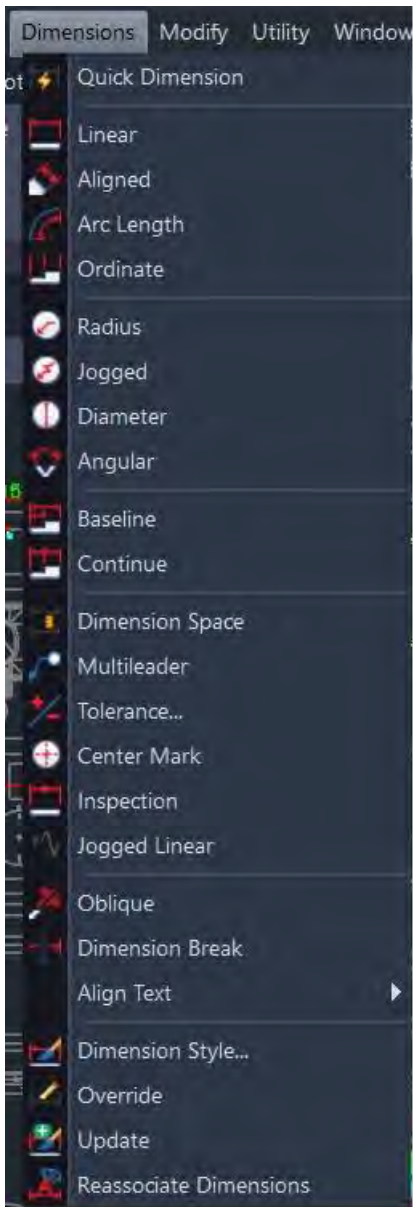 Dimensions Modify Utility Window
ot Quick Dimension
Linear
Aligned
Arc Length
Ordinate
Radius
Jogged
Diameter
Angular
Baseline
Continue
Dimension Space
Multileader
Tolerance...
Center Mark
Inspection
Jogged Linear
Oblique
Dimension Break
Align Text
Dimension Style...
Override
Update
Reassociate Dimensions